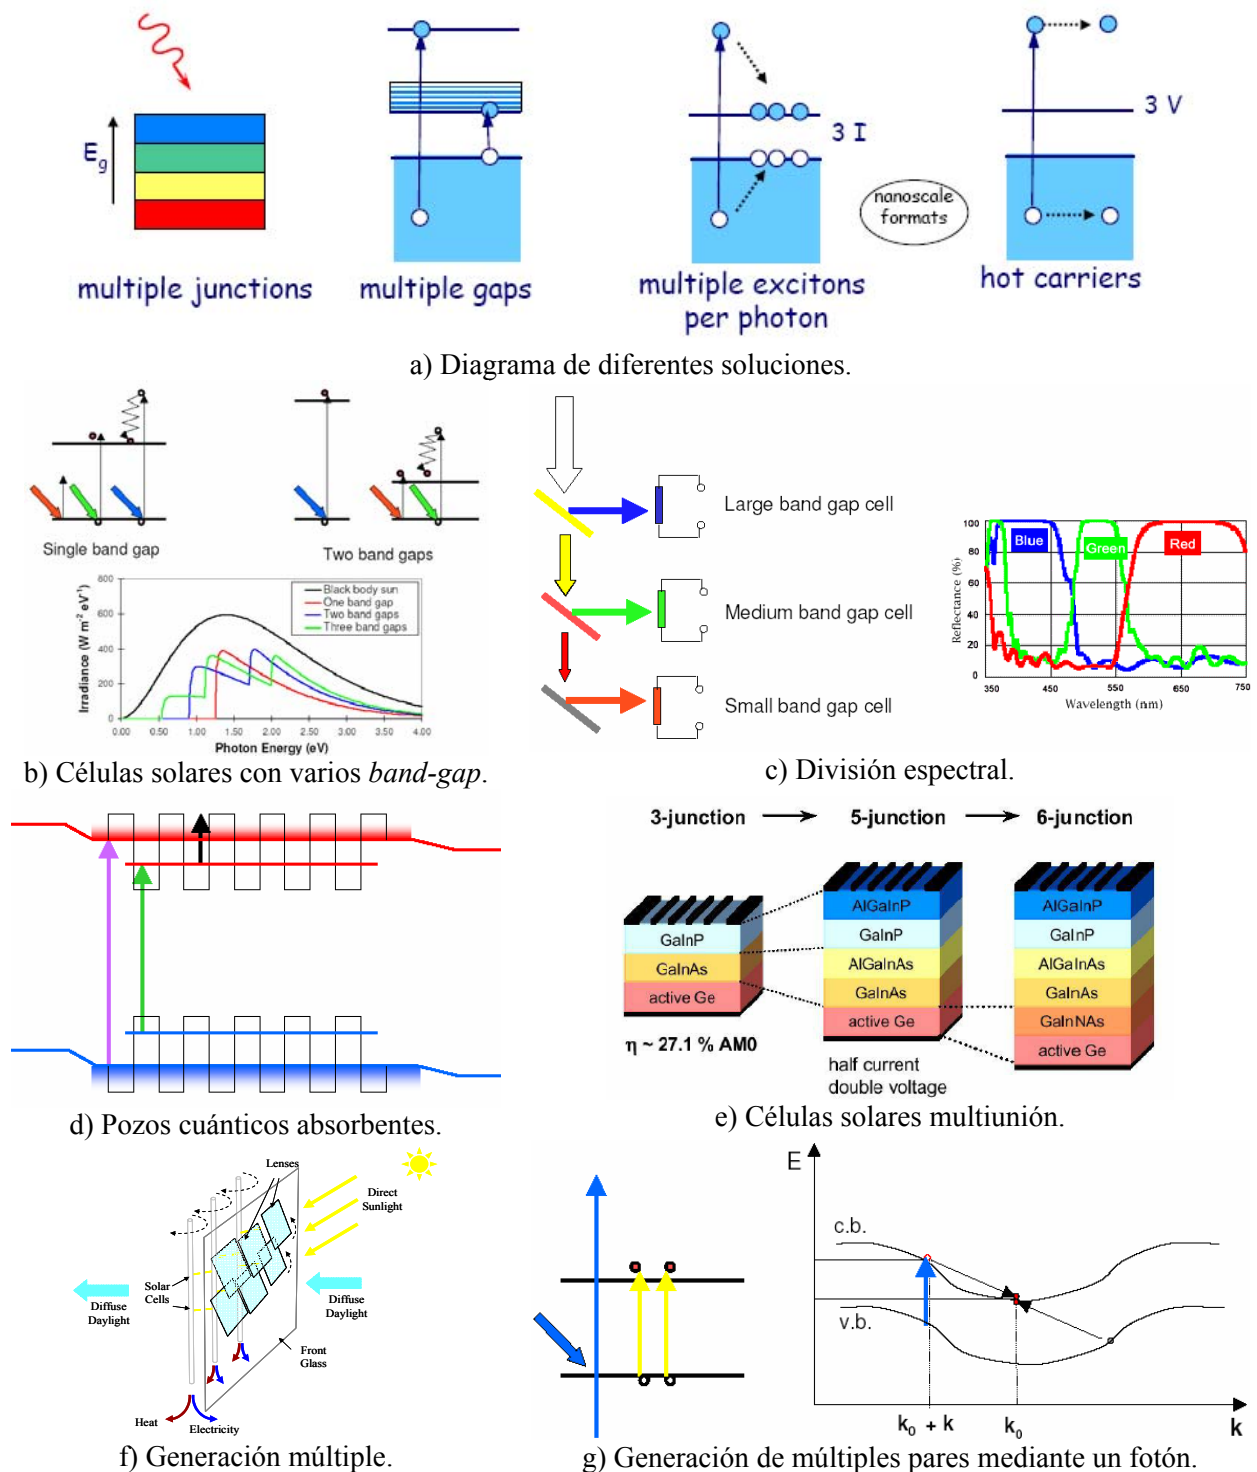 E_g
3 I
3 V
nanoscale
formats
multiple junctions
multiple gaps
multiple excitons
per photon
hot carriers
a) Diagrama de diferentes soluciones.
Single band gap
Two band gaps
800
600
400
200
0
Irradiance (W m⁻² eV⁻¹)
Black body sun
One band gap
Two band gaps
Three band gaps
0.00 0.50 1.00 1.50 2.00 2.50 3.00 3.50 4.00
Photon Energy (eV)
b) Células solares con varios band-gap.
Large band gap cell
Medium band gap cell
Small band gap cell
100
80
60
40
20
0
Reflectance (%)
Blue
Green
Red
350 450 550 650 750
Wavelength (nm)
c) División espectral.
d) Pozos cuánticos absorbentes.
3-junction
5-junction
6-junction
GaInP
GaInAs
active Ge
η ~ 27.1 % AM0
AlGaInP
GaInP
AlGaInAs
GaInAs
active Ge
half current
double voltage
AlGaInP
GaInP
AlGaInAs
GaInAs
GaInNAs
active Ge
e) Células solares multiunión.
Lenses
Direct
Sunlight
Solar
Cells
Diffuse
Daylight
Diffuse
Daylight
Front
Glass
Heat
Electricity
f) Generación múltiple.
E
c.b.
v.b.
k₀ + k
k₀
k
g) Generación de múltiples pares mediante un fotón.